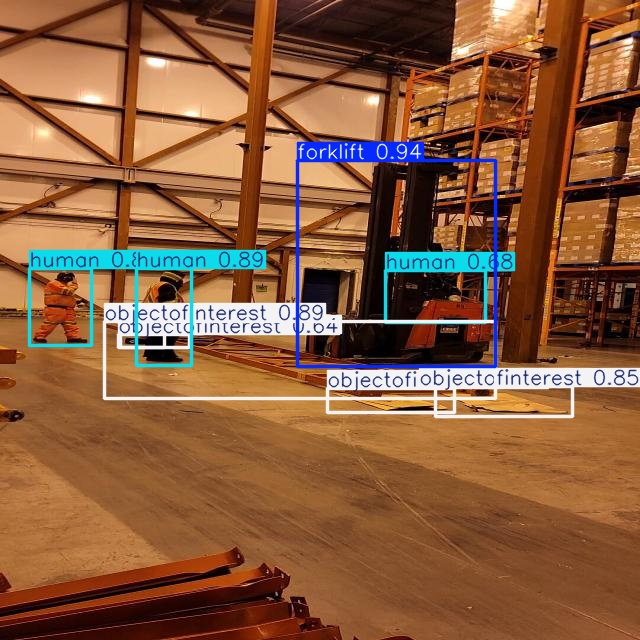 forklift 0.94
human 0.8
human 0.89
human 0.68
objectofinterest 0.89
objectofinterest 0.64
objectofi
objectofinterest 0.85